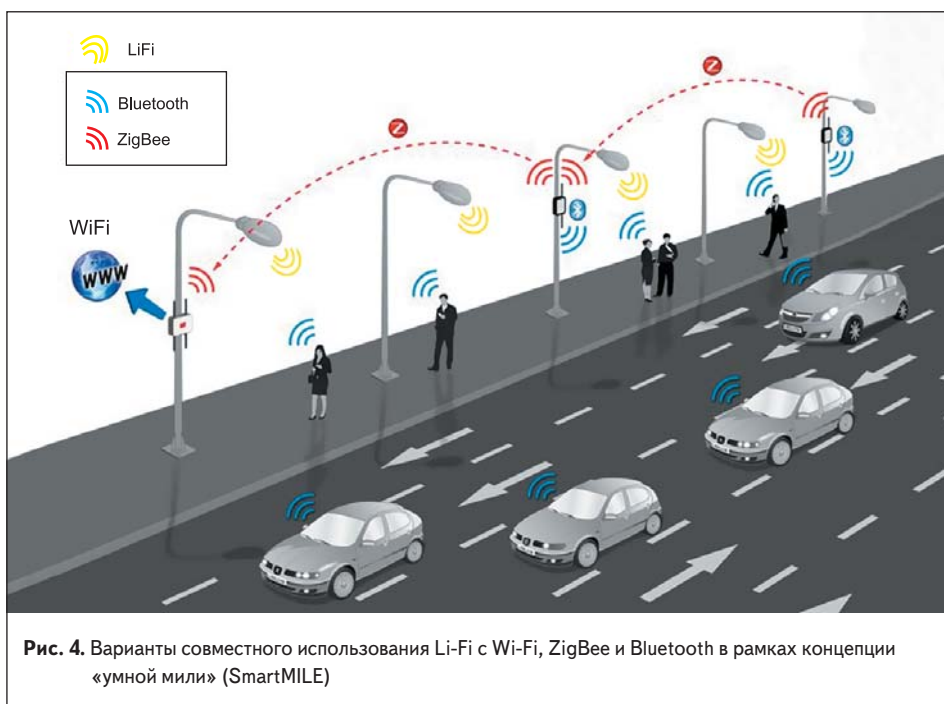 LiFi
Bluetooth
ZigBee
Z
Z
WiFi
WWW
Рис. 4. Варианты совместного использования Li-Fi с Wi-Fi, ZigBee и Bluetooth в рамках концепции
«умной мили» (SmartMILE)